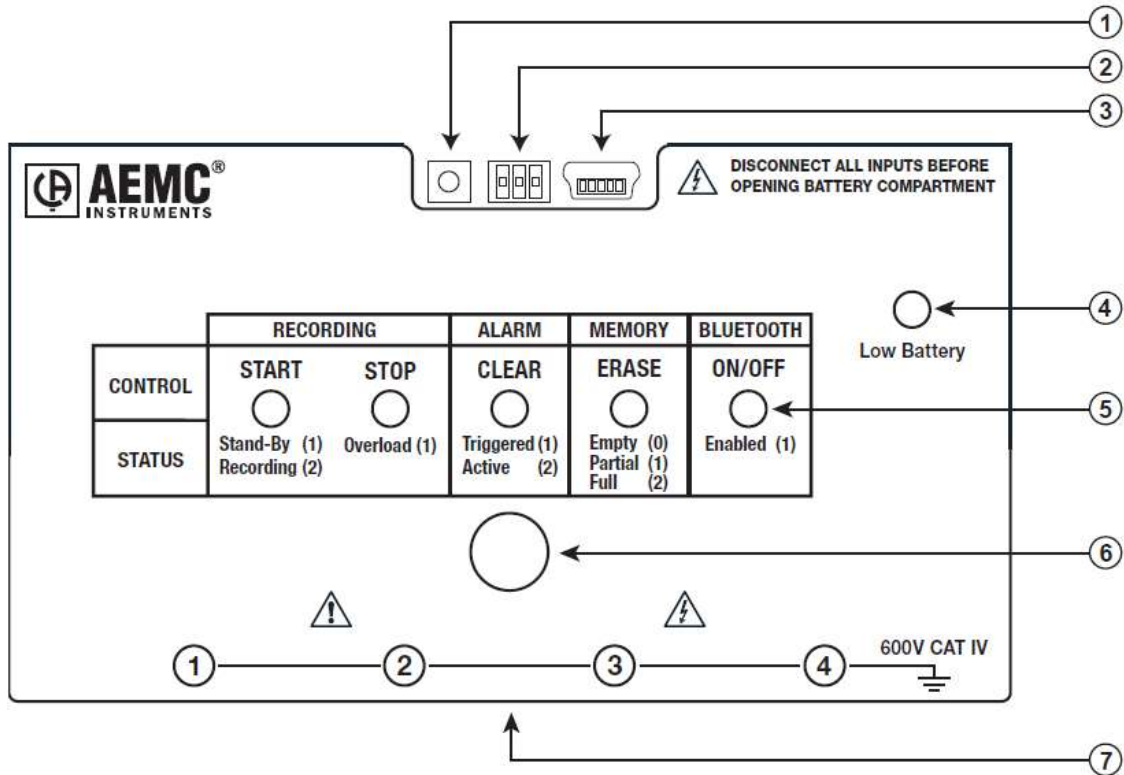 1
2
3
AEMC®
INSTRUMENTS
DISCONNECT ALL INPUTS BEFORE
OPENING BATTERY COMPARTMENT
4
Low Battery
RECORDING ALARM MEMORY BLUETOOTH
CONTROL START STOP CLEAR ERASE ON/OFF
5
STATUS
Stand-By (1)
Recording (2)
Overload (1)
Triggered (1)
Active (2)
Empty (0)
Partial (1)
Full (2)
Enabled (1)
6
600V CAT IV
1 2 3 4
7